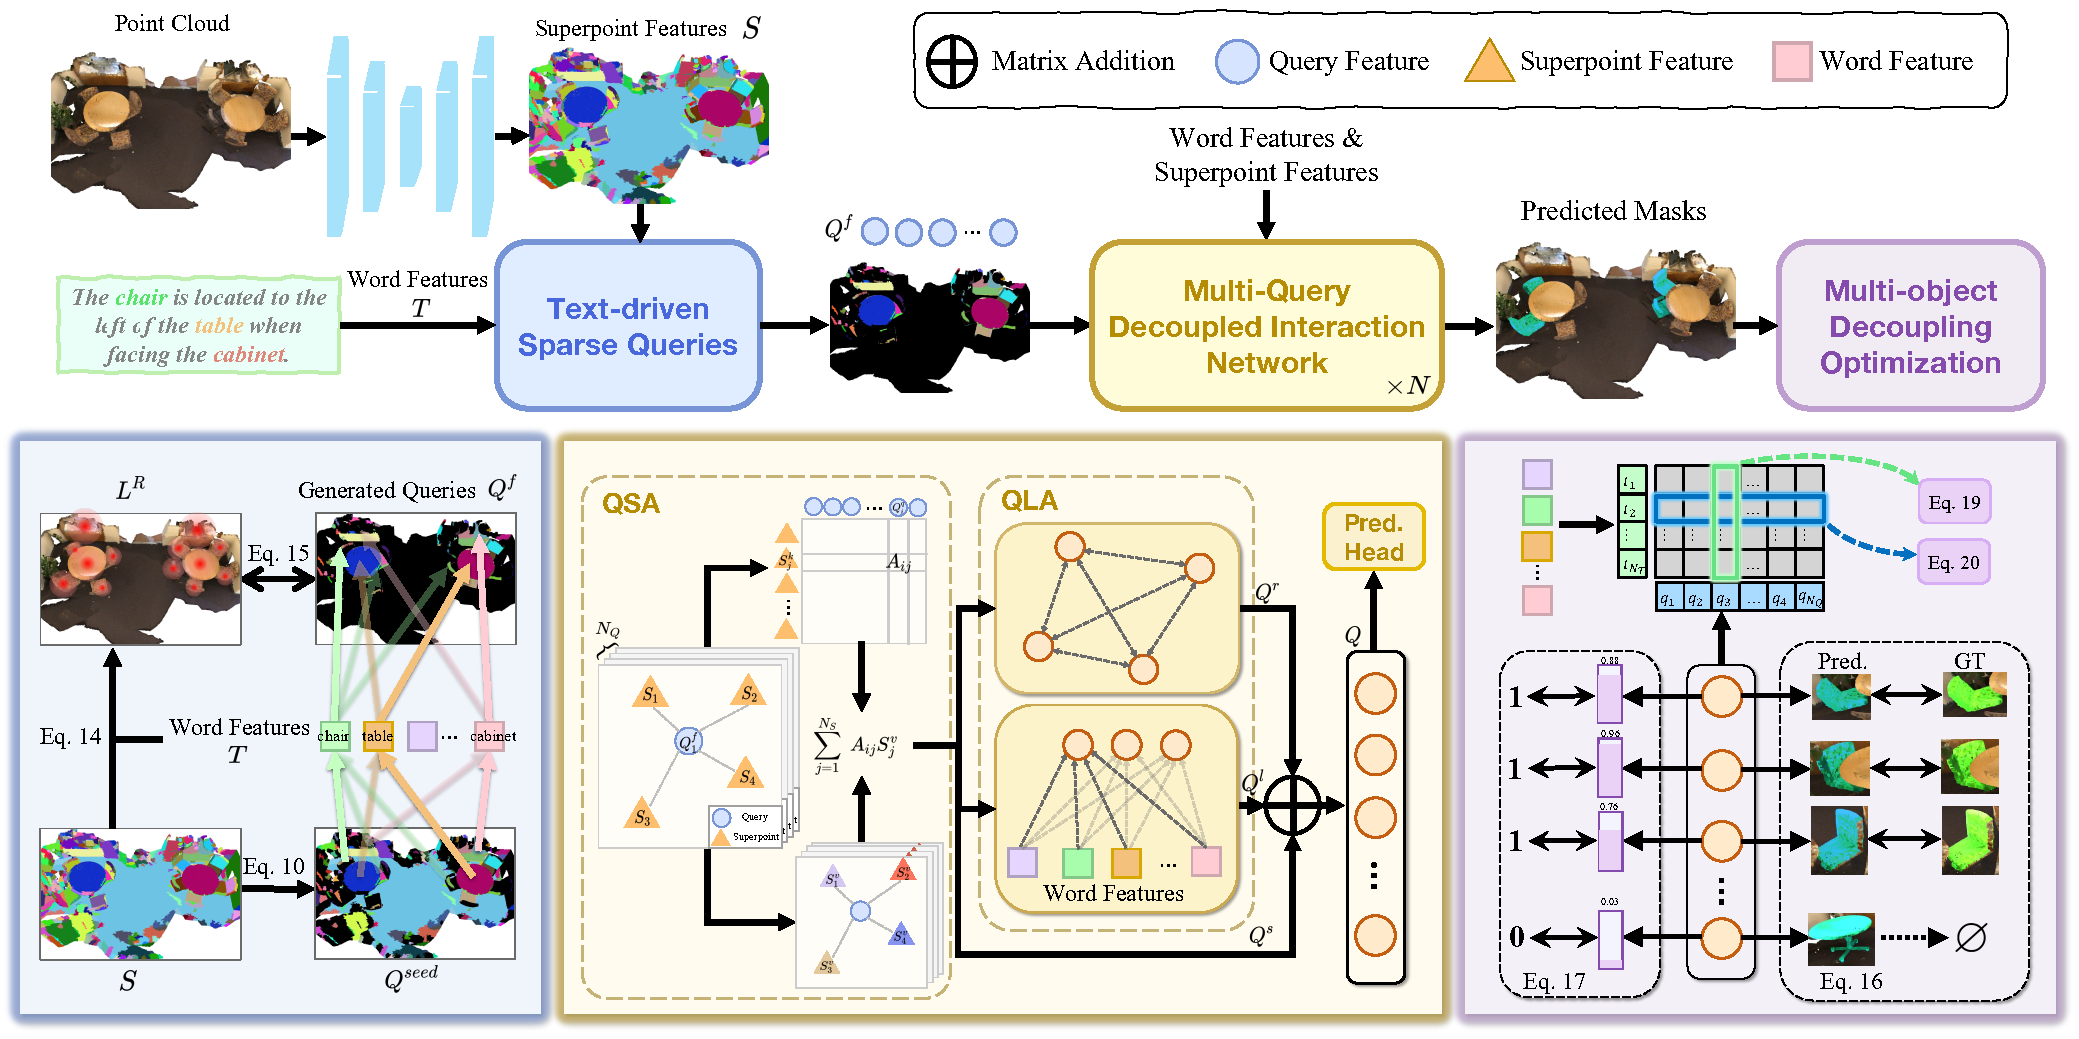 Point Cloud
Superpoint Features S
Matrix Addition
Query Feature
Superpoint Feature
Word Feature
Word Features &
Superpoint Features
Predicted Masks
The chair is located to the
left of the table when
facing the cabinet.
Word Features
T
Text-driven
Sparse Queries
Q^f
...
Multi-Query
Decoupled Interaction
Network
×N
Multi-object
Decoupling
Optimization
L^R
Generated Queries Q^f
Eq. 15
Eq. 14
Word Features
T
chair
table
...
cabinet
Eq. 10
S
Q^{seed}
QSA
...
Q_i^f
S_j^k
A_{ij}
N_Q
S_1
S_2
Q_1^f
S_4
S_3
Query
Superpoint
\sum_{j=1}^{N_S} A_{ij} S_j^v
S_1^v
S_2^v
S_4^v
S_3^v
QLA
Word Features
...
Q^r
Q^l
Q^s
Pred.
Head
Q
ι_1
ι_2
ι_{N_T}
...
...
q_1 q_2 q_3 ... q_4 q_{N_Q}
Eq. 19
Eq. 20
Pred.
GT
1
0.88
1
0.96
1
0.76
0
0.03
∅
Eq. 17
Eq. 16